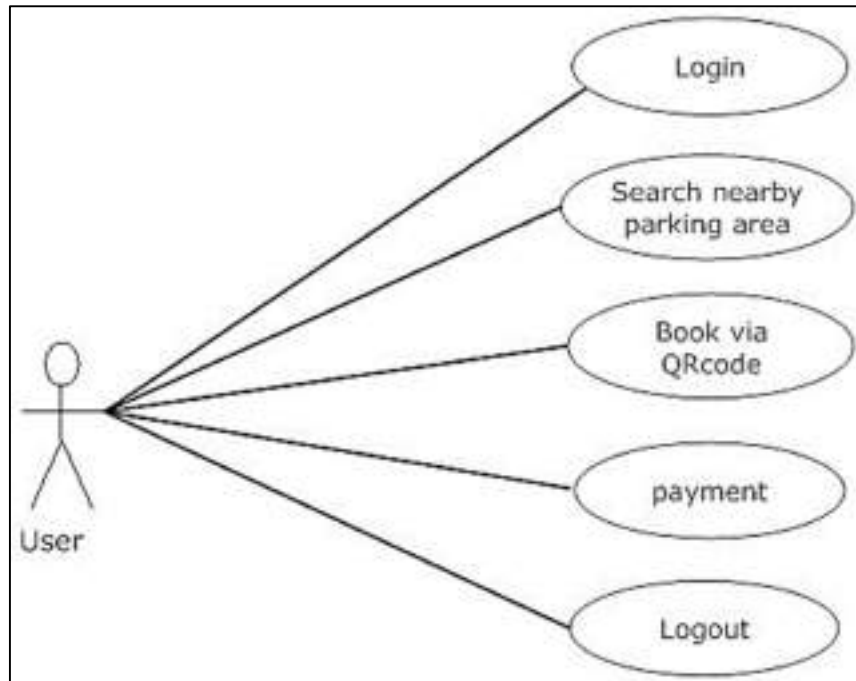 Login
Search nearby
parking area
Book via
QRcode
payment
Logout
User